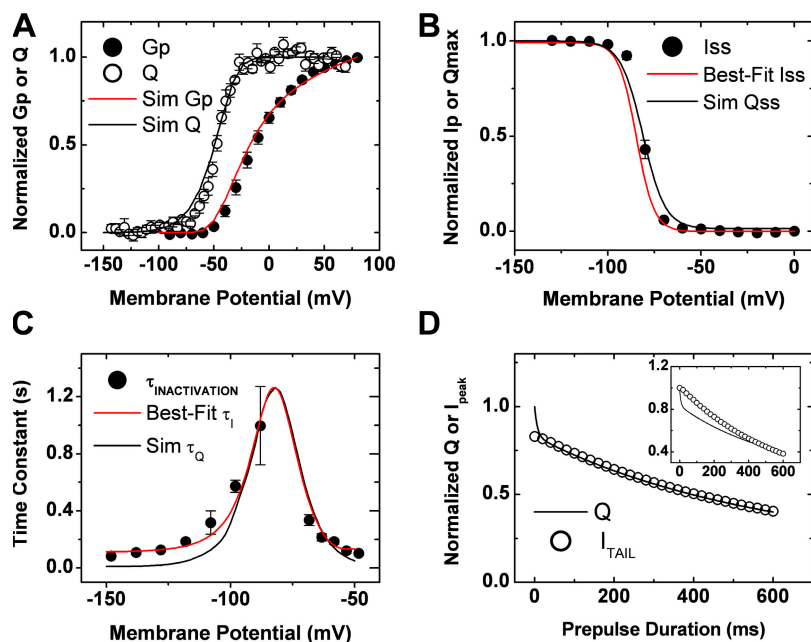 A
Normalized Gp or Q
1.0
0.5
0.0
Gp
Q
Sim Gp
Sim Q
-150 -100 -50 0 50 100
Membrane Potential (mV)
B
Normalized Ip or Qmax
1.0
0.5
0.0
Iss
Best-Fit Iss
Sim Qss
-150 -100 -50 0
Membrane Potential (mV)
C
Time Constant (s)
1.2
0.8
0.4
0.0
τINACTIVATION
Best-Fit τI
Sim τQ
-150 -100 -50
Membrane Potential (mV)
D
Normalized Q or Ipeak
1.0
0.75
0.5
0.25
0.0
1.2
0.8
0.4
0 200 400 600
Q
ITAIL
0 200 400 600
Prepulse Duration (ms)